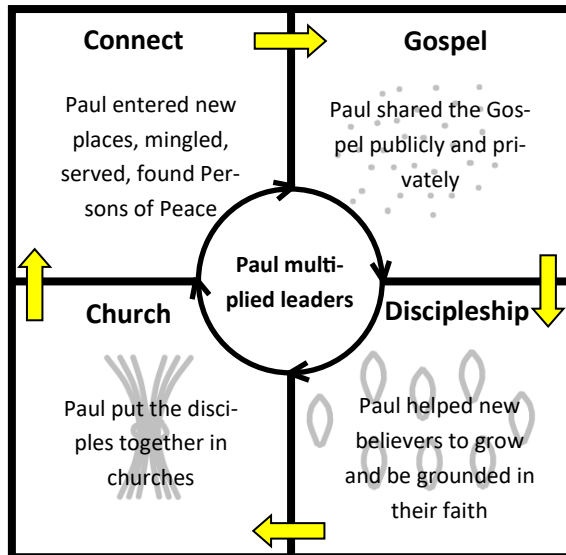 Connect
Paul entered new
places, mingled,
served, found Per-
sons of Peace
Gospel
Paul shared the Gos-
pel publicly and pri-
vately
Paul multi-
plied leaders
Church
Paul put the disci-
ples together in
churches
Discipleship
Paul helped new
believers to grow
and be grounded in
their faith